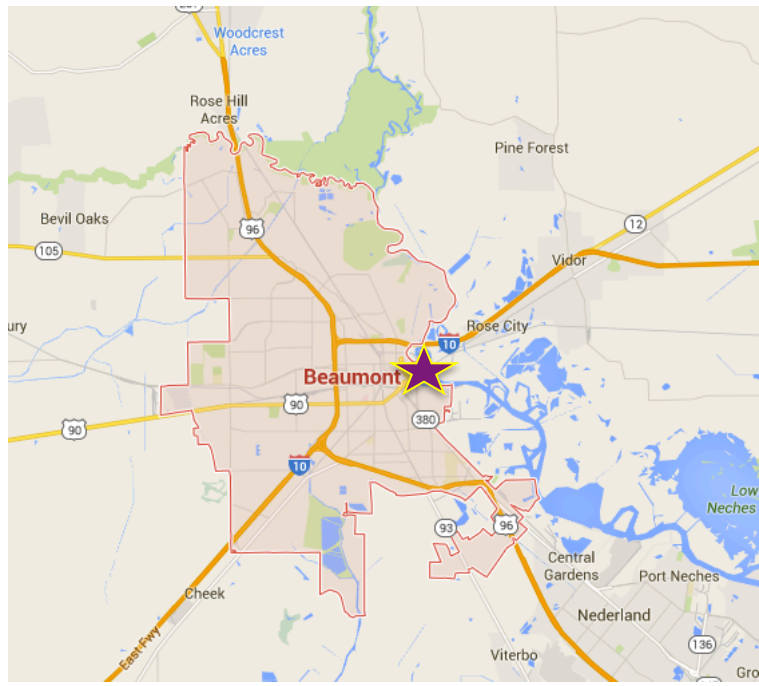 Woodcrest
Acres
Rose Hill
Acres
Pine Forest
Bevil Oaks
96
12
105
Vidor
ury
Rose City
10
Beaumont
90
380
90
10
Low
Neches
93
96
Central
Gardens
Port Neches
Cheek
Nederland
136
East Fwy
Viterbo
Gro